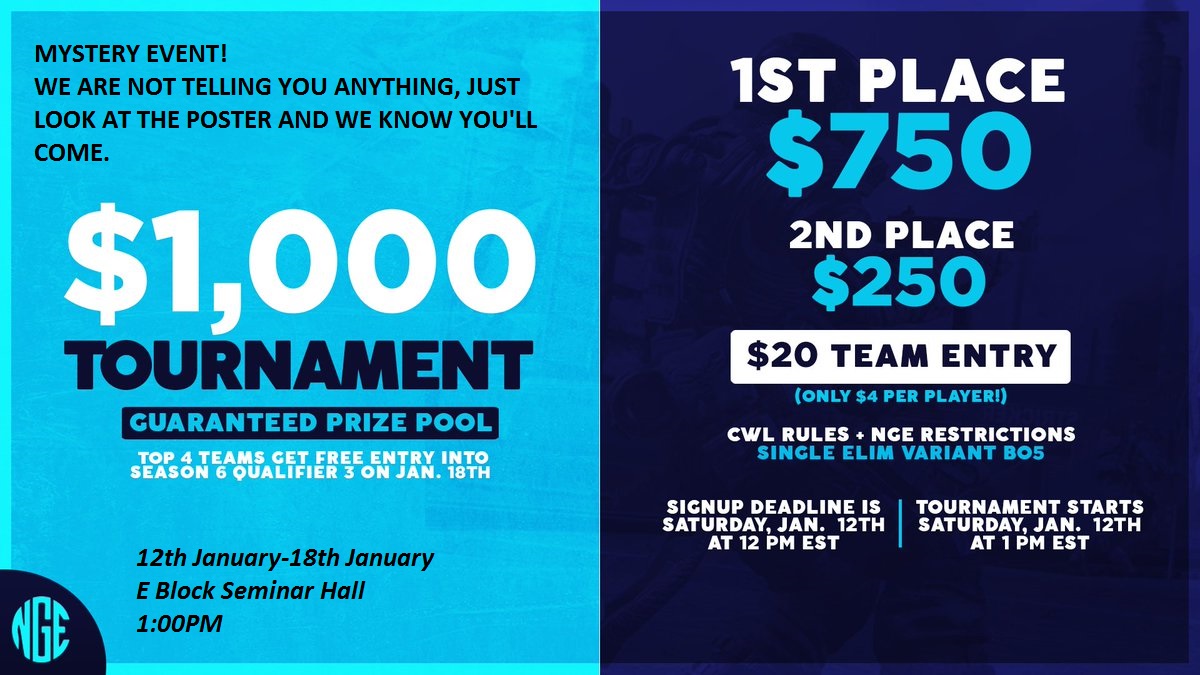 MYSTERY EVENT!
WE ARE NOT TELLING YOU ANYTHING, JUST
LOOK AT THE POSTER AND WE KNOW YOU'LL
COME.
$1,000
TOURNAMENT
GUARANTEED PRIZE POOL
TOP 4 TEAMS GET FREE ENTRY INTO
SEASON 6 QUALIFIER 3 ON JAN. 18TH
12th January-18th January
E Block Seminar Hall
1:00PM
NGE
1ST PLACE
$750
2ND PLACE
$250
$20 TEAM ENTRY
(ONLY $4 PER PLAYER!)
CWL RULES + NGE RESTRICTIONS
SINGLE ELIM VARIANT BO5
SIGNUP DEADLINE IS
SATURDAY, JAN. 12TH
AT 12 PM EST
TOURNAMENT STARTS
SATURDAY, JAN. 12TH
AT 1 PM EST